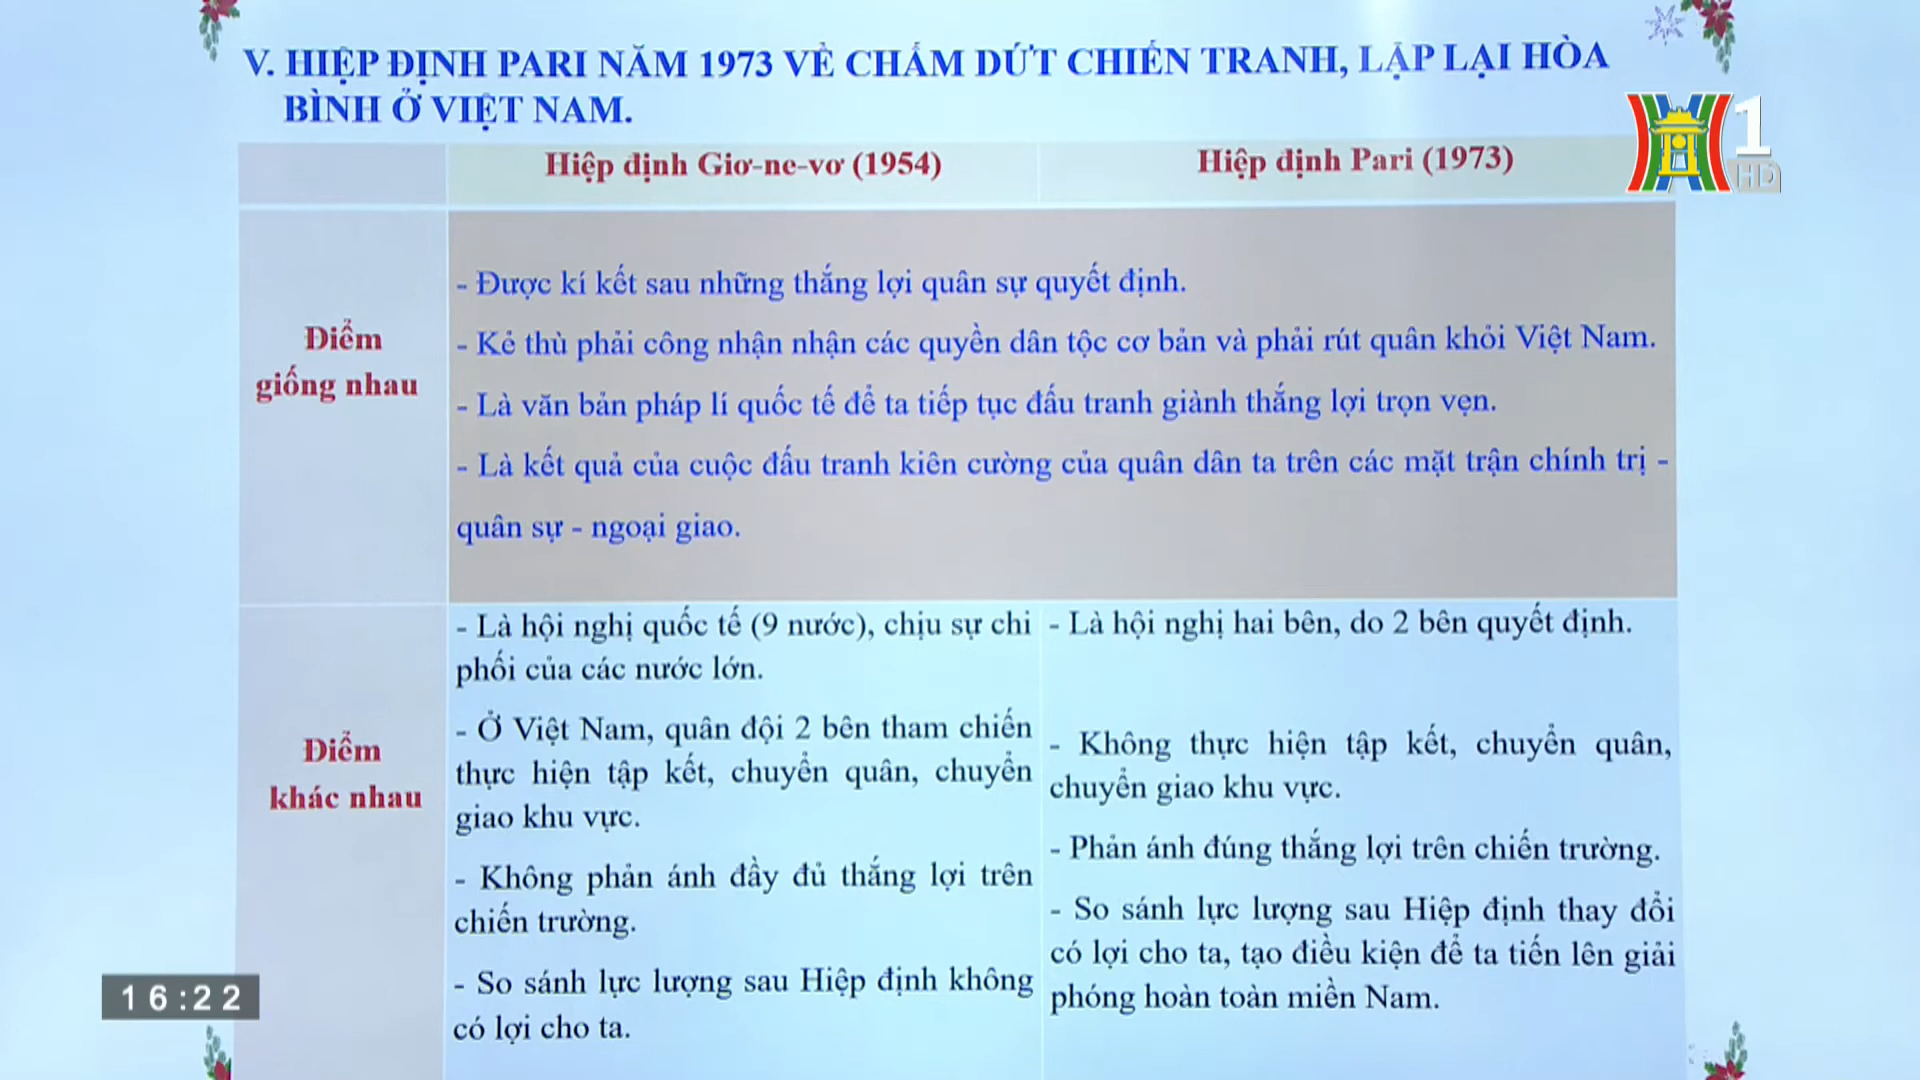 V. HIỆP ĐỊNH PARI NĂM 1973 VỀ CHẤM DỨT CHIẾN TRANH, LẬP LẠI HÒA
BÌNH Ở VIỆT NAM.
1
HD
Hiệp định Giơ-ne-vơ (1954)
Hiệp định Pari (1973)
Điểm
giống nhau
- Được kí kết sau những thắng lợi quân sự quyết định.
- Kẻ thù phải công nhận nhận các quyền dân tộc cơ bản và phải rút quân khỏi Việt Nam.
- Là văn bản pháp lí quốc tế để ta tiếp tục đấu tranh giành thắng lợi trọn vẹn.
- Là kết quả của cuộc đấu tranh kiên cường của quân dân ta trên các mặt trận chính trị -
quân sự - ngoại giao.
Điểm
khác nhau
- Là hội nghị quốc tế (9 nước), chịu sự chi
phối của các nước lớn.
- Ở Việt Nam, quân đội 2 bên tham chiến
thực hiện tập kết, chuyển quân, chuyển
giao khu vực.
- Không phản ánh đầy đủ thắng lợi trên
chiến trường.
- So sánh lực lượng sau Hiệp định không
có lợi cho ta.
- Là hội nghị hai bên, do 2 bên quyết định.
- Không thực hiện tập kết, chuyển quân,
chuyển giao khu vực.
- Phản ánh đúng thắng lợi trên chiến trường.
- So sánh lực lượng sau Hiệp định thay đổi
có lợi cho ta, tạo điều kiện để ta tiến lên giải
phóng hoàn toàn miền Nam.
16:22